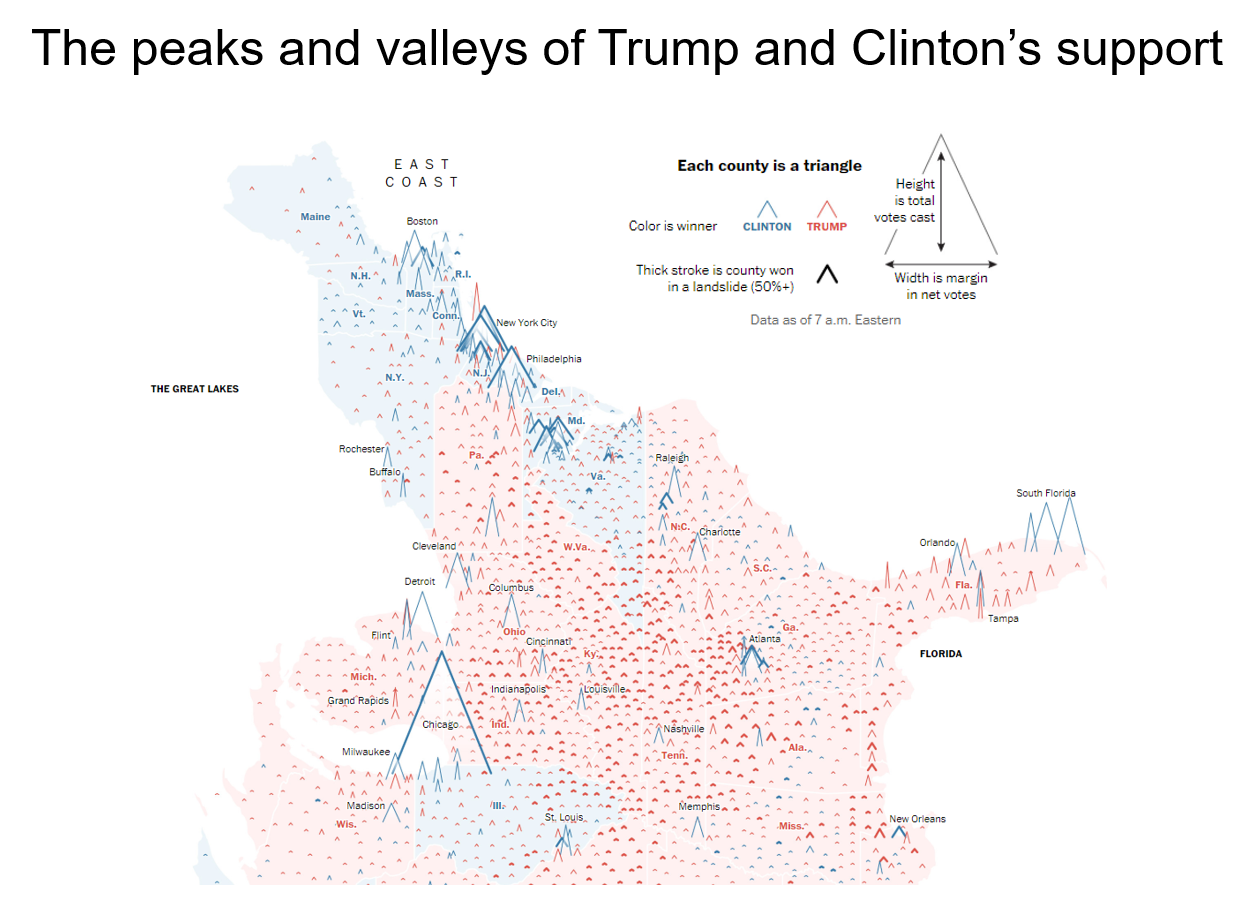 The peaks and valleys of Trump and Clinton’s support
EAST
COAST
Each county is a triangle
Height
is total
votes cast
Color is winner
CLINTON
TRUMP
Thick stroke is county won
in a landslide (50%+)
Width is margin
in net votes
Data as of 7 a.m. Eastern
Maine
Boston
N.H.
R.I.
Mass.
Vt.
Conn.
New York City
Philadelphia
N.J.
N.Y.
THE GREAT LAKES
Del.
Md.
Rochester
Pa.
Raleigh
Buffalo
Va.
South Florida
N.C.
Charlotte
Cleveland
W.Va.
Orlando
S.C.
Detroit
Columbus
Fla.
Tampa
Flint
Ohio
Ga.
Cincinnati
Atlanta
Ky.
FLORIDA
Mich.
Indianapolis
Louisville
Grand Rapids
Chicago
Ind.
Nashville
Milwaukee
Tenn.
Ala.
Madison
Ill.
Memphis
St. Louis
New Orleans
Wis.
Miss.